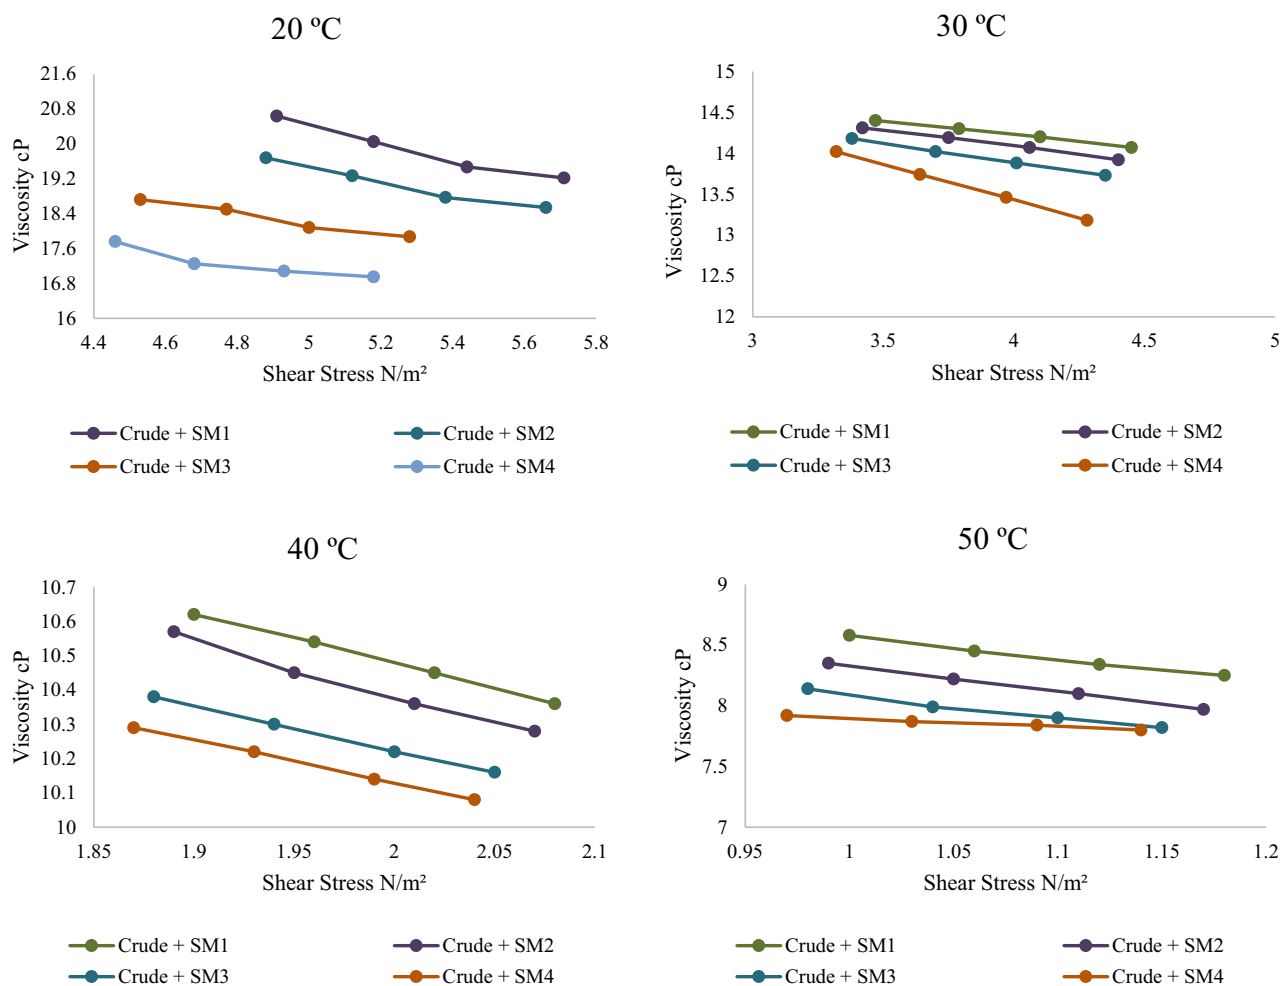 20 ºC
21.6
20.8
20
19.2
18.4
17.6
16.8
16
Viscosity cP
4.4 4.6 4.8 5 5.2 5.4 5.6 5.8
Shear Stress N/m²
Crude + SM1 Crude + SM2
Crude + SM3 Crude + SM4
30 ºC
15
14.5
14
13.5
13
12.5
12
Viscosity cP
3 3.5 4 4.5 5
Shear Stress N/m²
Crude + SM1 Crude + SM2
Crude + SM3 Crude + SM4
40 ºC
10.7
10.6
10.5
10.4
10.3
10.2
10.1
10
Viscosity cP
1.85 1.9 1.95 2 2.05 2.1
Shear Stress N/m²
Crude + SM1 Crude + SM2
Crude + SM3 Crude + SM4
50 ºC
9
8.5
8
7.5
7
Viscosity cP
0.95 1 1.05 1.1 1.15 1.2
Shear Stress N/m²
Crude + SM1 Crude + SM2
Crude + SM3 Crude + SM4